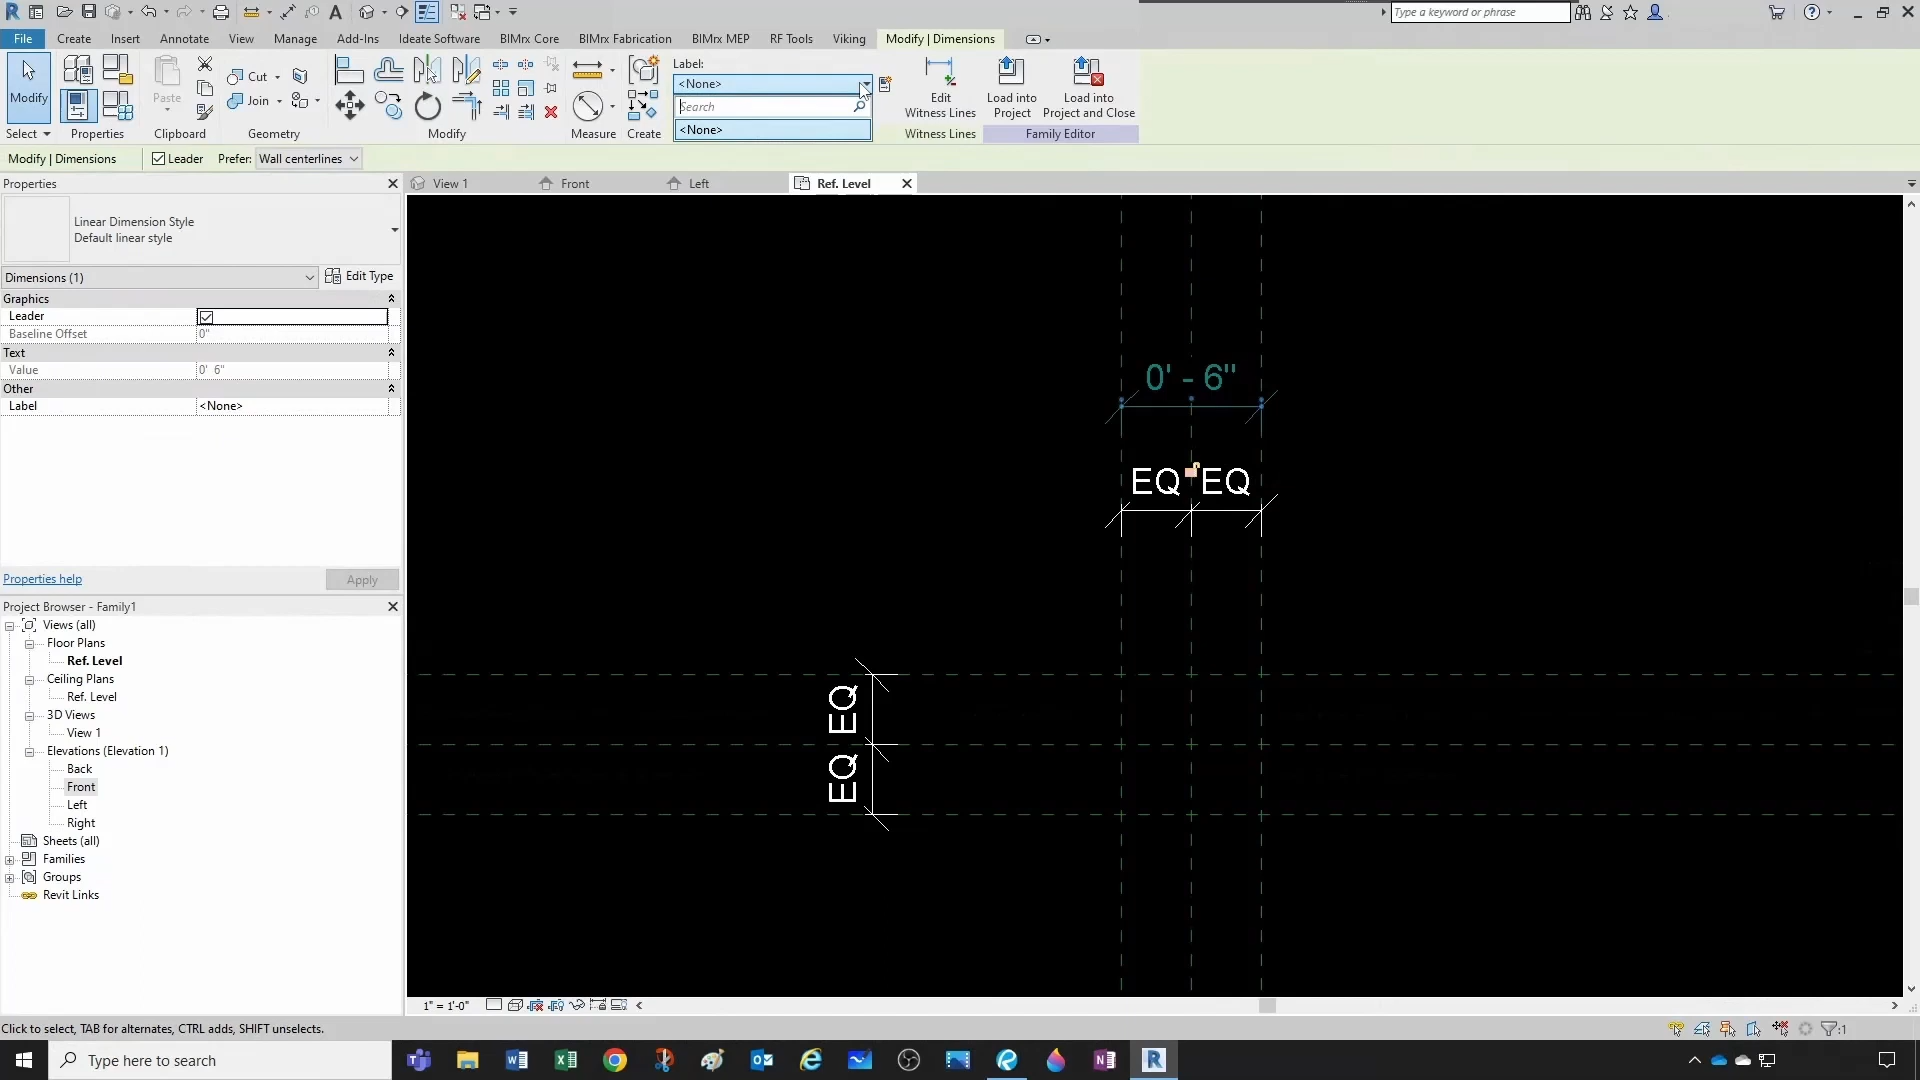 Type a keyword or phrase
File Create Insert Annotate View Manage Add-Ins Ideate Software BIMrx Core BIMrx Fabrication BIMrx MEP RF Tools Viking Modify | Dimensions
Label:
<None>
Search
<None>
Modify
Paste
Cut
Join
Edit
Witness Lines
Load into
Project
Load into
Project and Close
Select Properties Clipboard Geometry Modify Measure Create Witness Lines Family Editor
Modify | Dimensions Leader Prefer: Wall centerlines
Properties
View 1 Front Left Ref. Level
Linear Dimension Style
Default linear style
Dimensions (1) Edit Type
Graphics
Leader
Baseline Offset 0"
Text
Value 0' 6"
Other
Label <None>
0' - 6"
EQ EQ
EQ
EQ
Properties help Apply
Project Browser - Family1
Views (all)
Floor Plans
Ref. Level
Ceiling Plans
Ref. Level
3D Views
View 1
Elevations (Elevation 1)
Back
Front
Left
Right
Sheets (all)
Families
Groups
Revit Links
1" = 1'-0"
Click to select, TAB for alternates, CTRL adds, SHIFT unselects.
:1
Type here to search